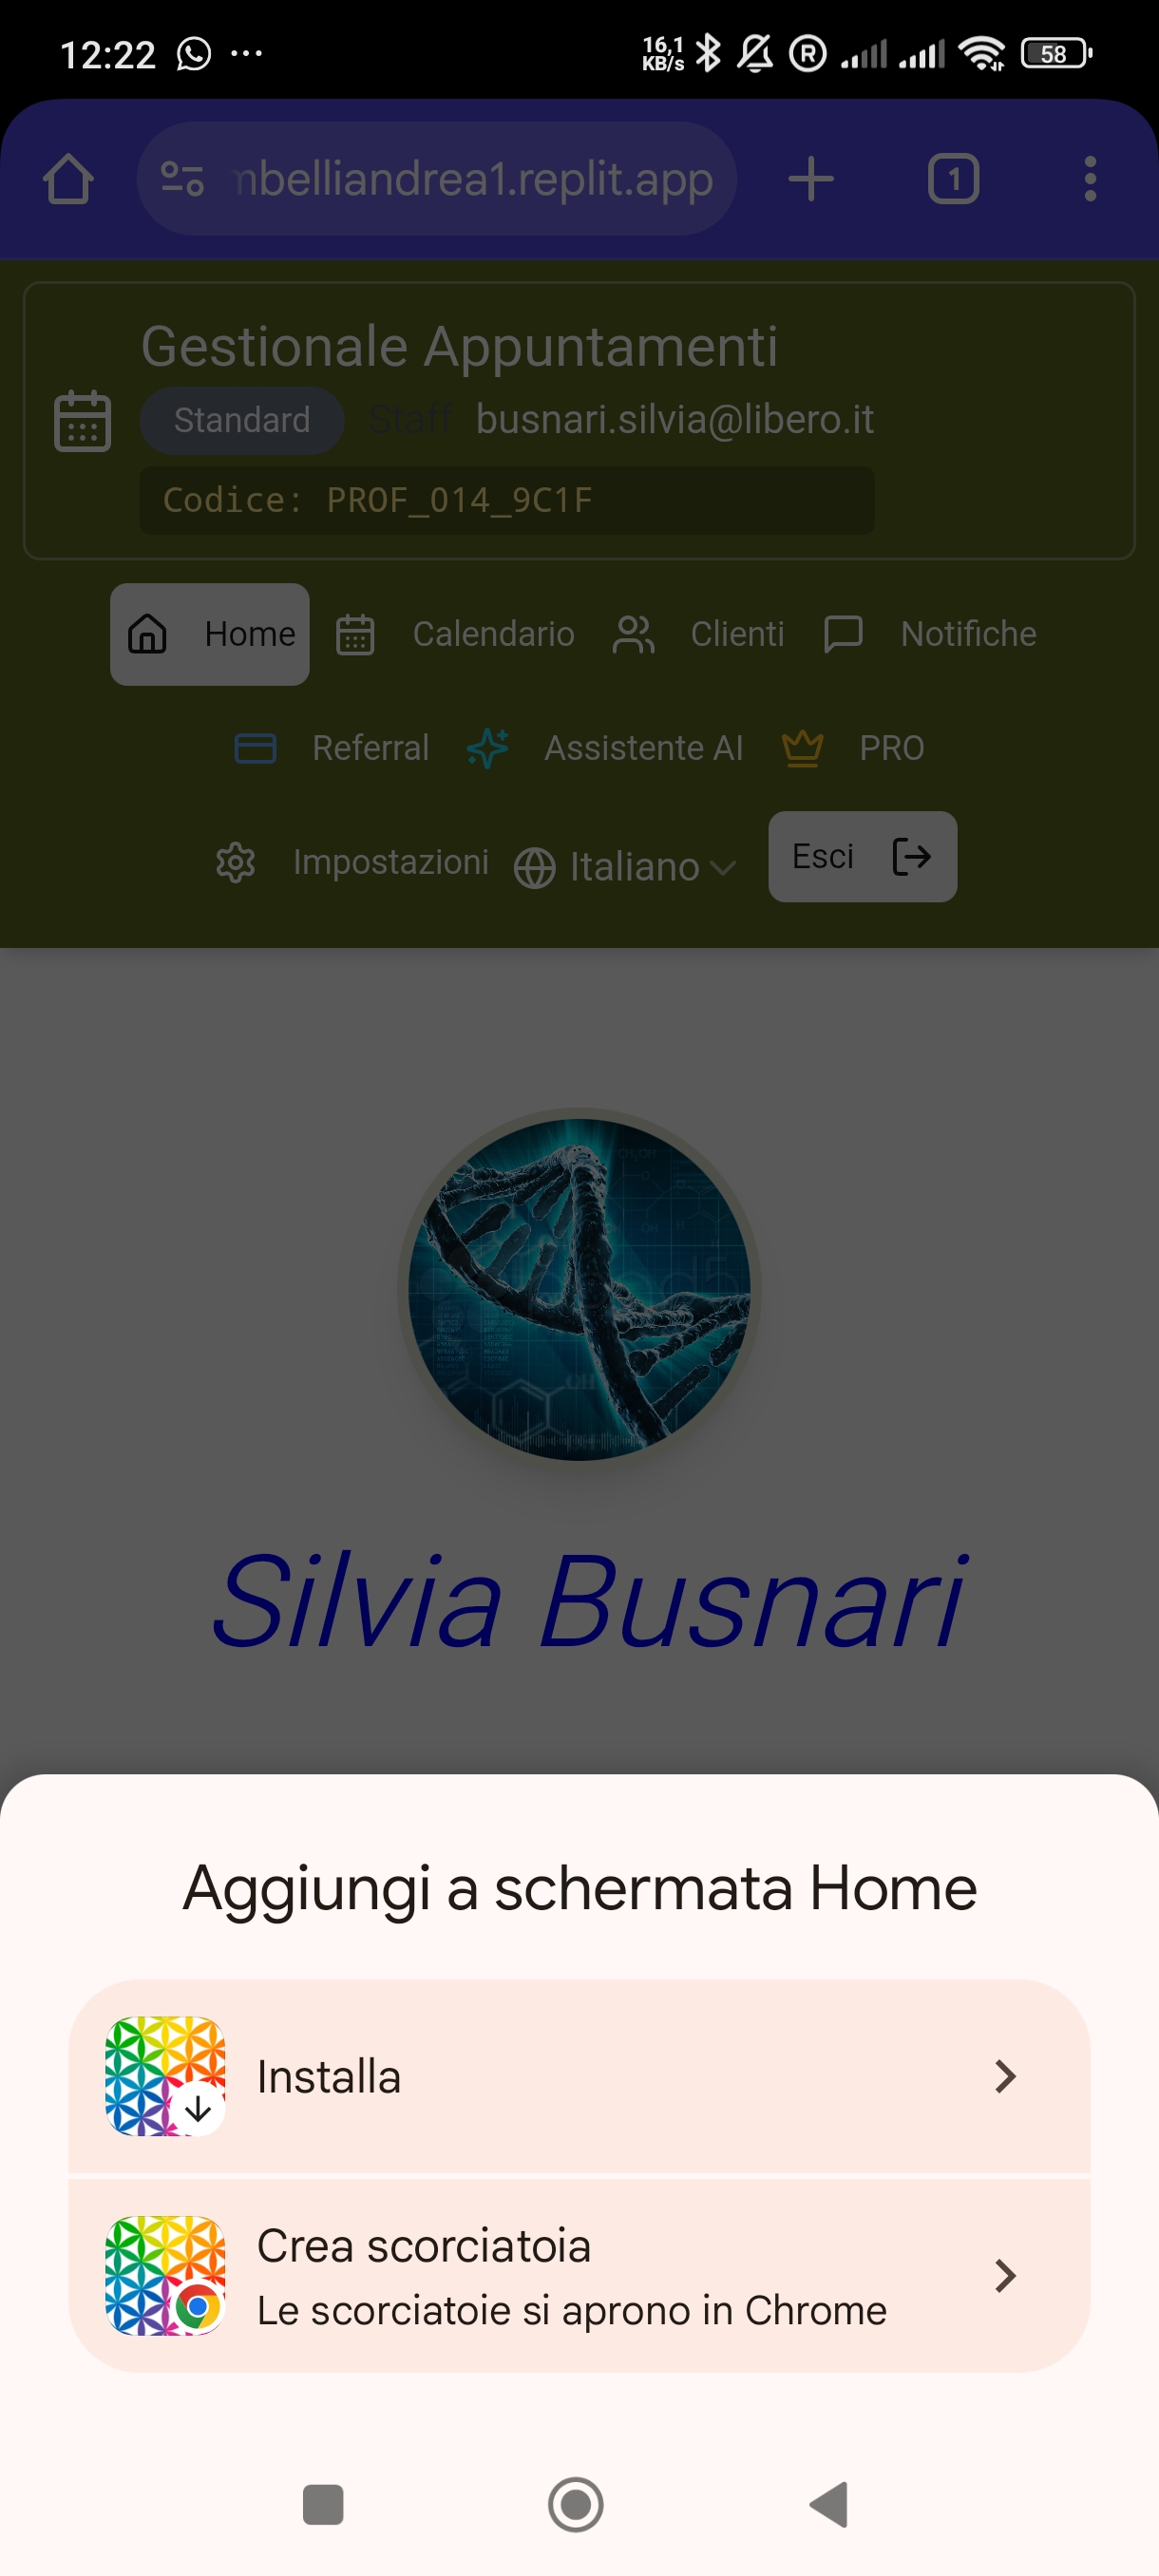 12:22
16,1
KB/s
58
mbelliandrea1.replit.app
1
Gestionale Appuntamenti
Standard Staff busnari.silvia@libero.it
Codice: PROF_014_9C1F
Home Calendario Clienti Notifiche
Referral Assistente AI PRO
Impostazioni Italiano Esci
Silvia Busnari
Aggiungi a schermata Home
Installa
Crea scorciatoia
Le scorciatoie si aprono in Chrome